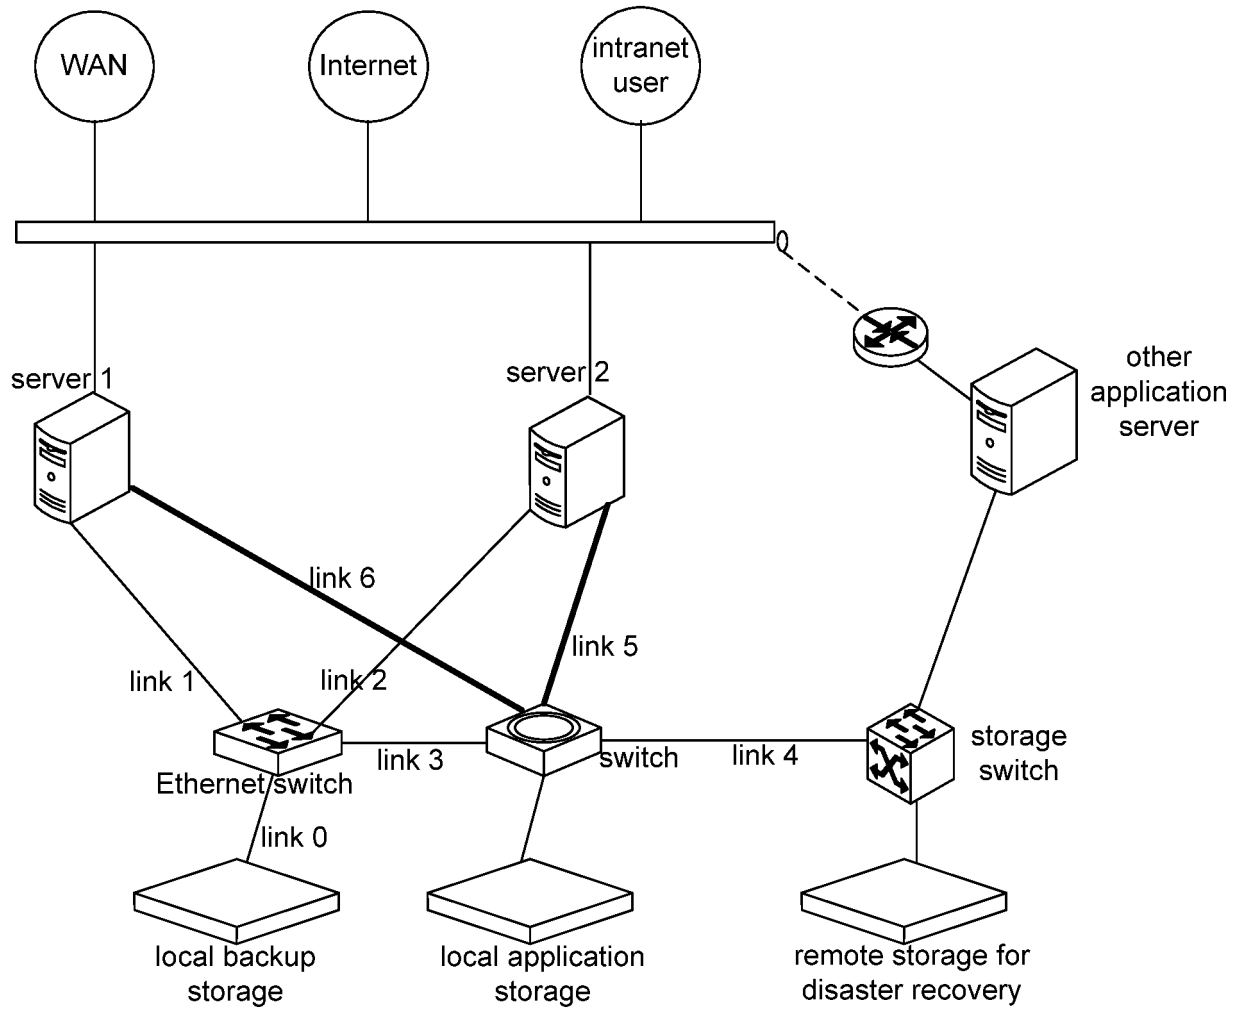 WAN
Internet
intranet
user
server 1
server 2
other
application
server
link 6
link 5
link 1
link 2
link 3
switch
link 4
storage
switch
Ethernet switch
link 0
local backup
storage
local application
storage
remote storage for
disaster recovery